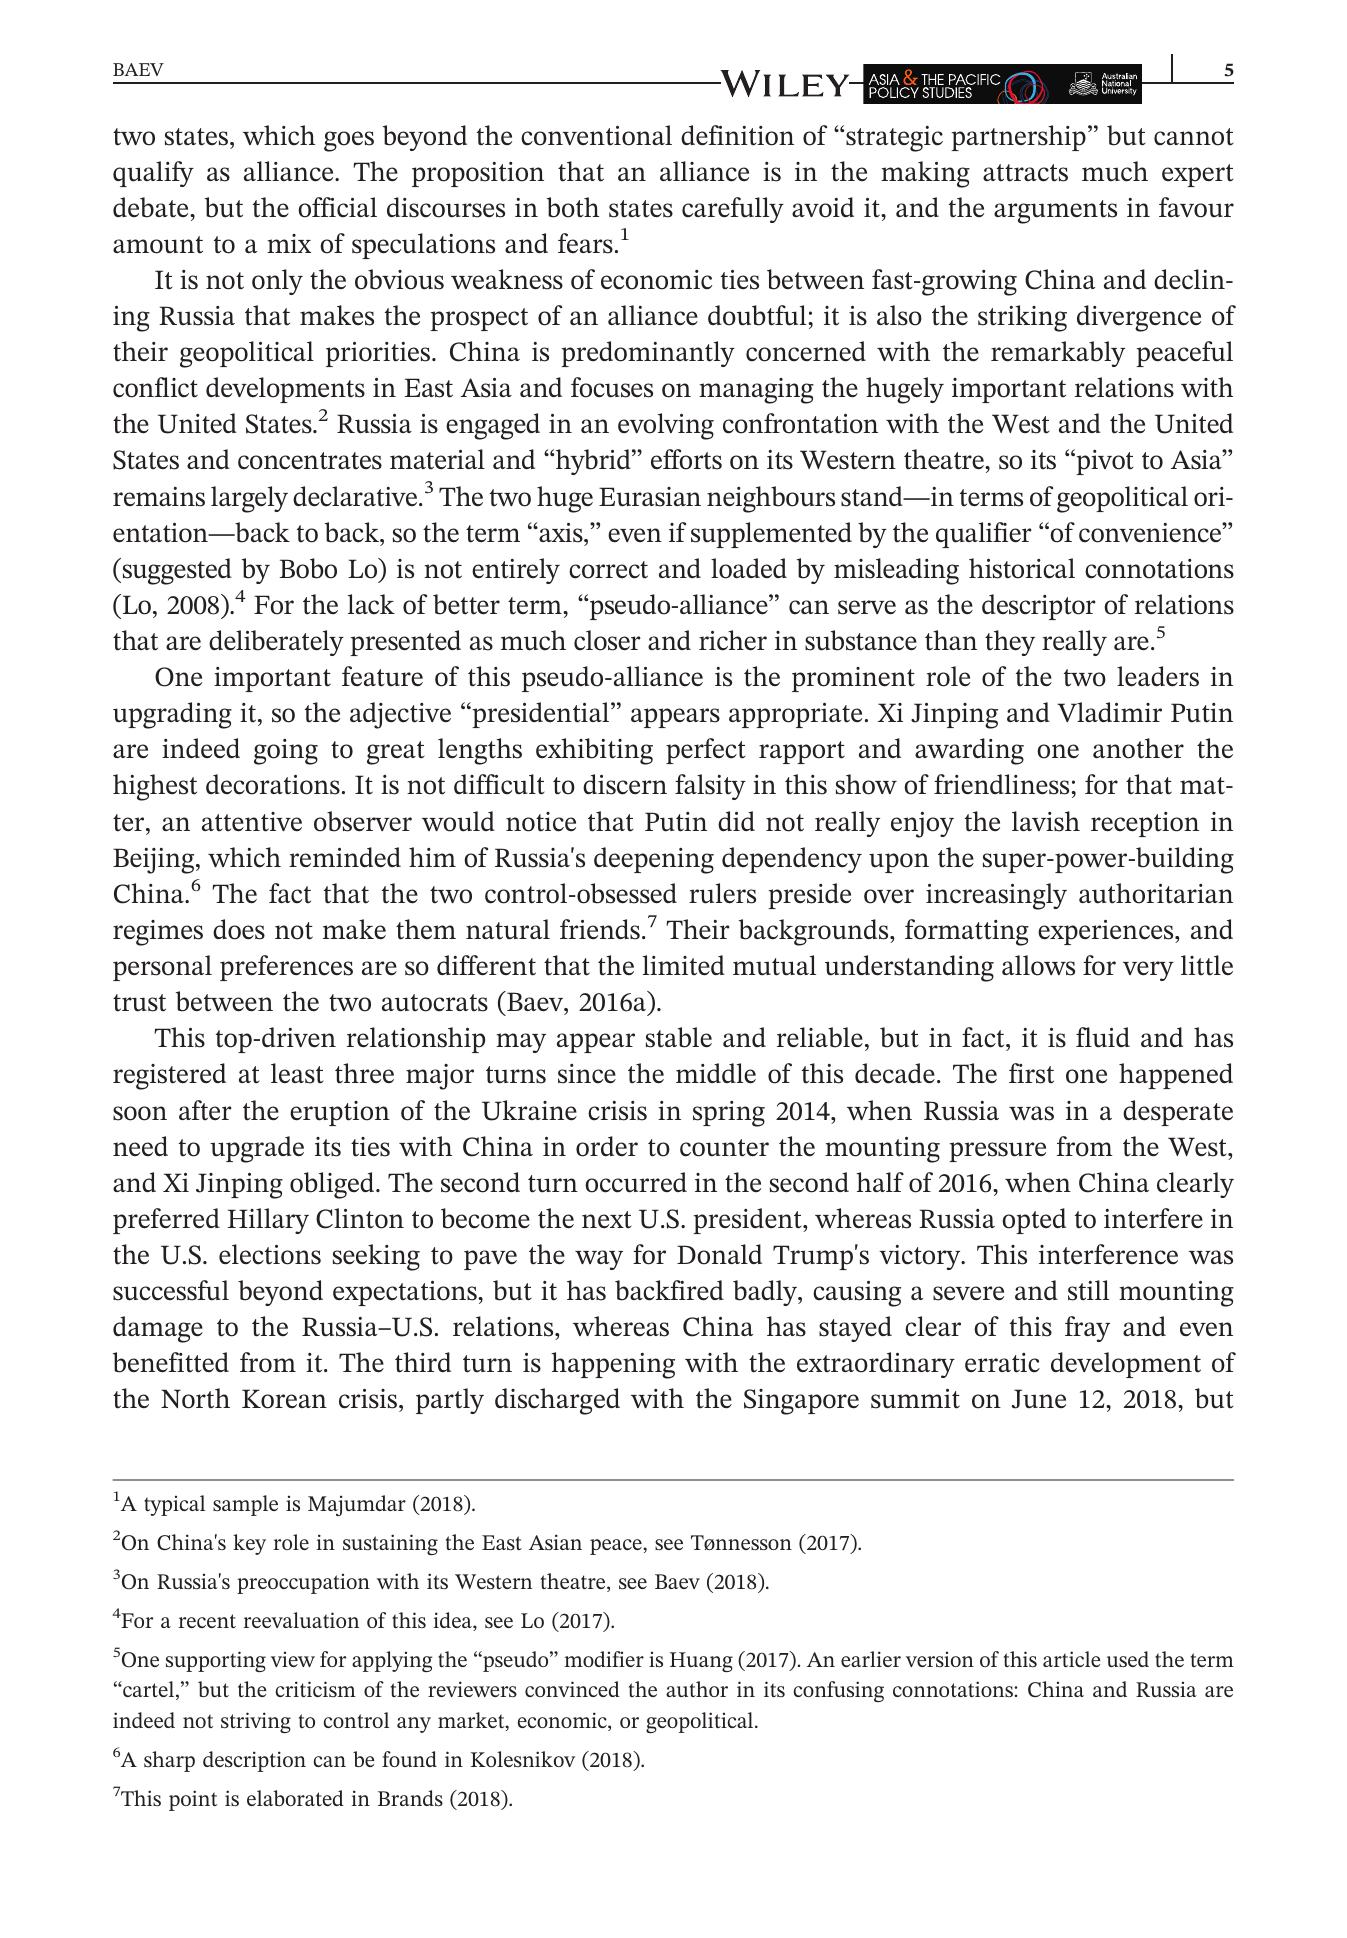 BAEV
WILEY
ASIA & THE PACIFIC
POLICY STUDIES
Australian
National
University
5
two states, which goes beyond the conventional definition of “strategic partnership” but cannot
qualify as alliance. The proposition that an alliance is in the making attracts much expert
debate, but the official discourses in both states carefully avoid it, and the arguments in favour
amount to a mix of speculations and fears.1
It is not only the obvious weakness of economic ties between fast-growing China and declin-
ing Russia that makes the prospect of an alliance doubtful; it is also the striking divergence of
their geopolitical priorities. China is predominantly concerned with the remarkably peaceful
conflict developments in East Asia and focuses on managing the hugely important relations with
the United States.2 Russia is engaged in an evolving confrontation with the West and the United
States and concentrates material and “hybrid” efforts on its Western theatre, so its “pivot to Asia”
remains largely declarative.3 The two huge Eurasian neighbours stand—in terms of geopolitical ori-
entation—back to back, so the term “axis,” even if supplemented by the qualifier “of convenience”
(suggested by Bobo Lo) is not entirely correct and loaded by misleading historical connotations
(Lo, 2008).4 For the lack of better term, “pseudo-alliance” can serve as the descriptor of relations
that are deliberately presented as much closer and richer in substance than they really are.5
One important feature of this pseudo-alliance is the prominent role of the two leaders in
upgrading it, so the adjective “presidential” appears appropriate. Xi Jinping and Vladimir Putin
are indeed going to great lengths exhibiting perfect rapport and awarding one another the
highest decorations. It is not difficult to discern falsity in this show of friendliness; for that mat-
ter, an attentive observer would notice that Putin did not really enjoy the lavish reception in
Beijing, which reminded him of Russia's deepening dependency upon the super-power-building
China.6 The fact that the two control-obsessed rulers preside over increasingly authoritarian
regimes does not make them natural friends.7 Their backgrounds, formatting experiences, and
personal preferences are so different that the limited mutual understanding allows for very little
trust between the two autocrats (Baev, 2016a).
This top-driven relationship may appear stable and reliable, but in fact, it is fluid and has
registered at least three major turns since the middle of this decade. The first one happened
soon after the eruption of the Ukraine crisis in spring 2014, when Russia was in a desperate
need to upgrade its ties with China in order to counter the mounting pressure from the West,
and Xi Jinping obliged. The second turn occurred in the second half of 2016, when China clearly
preferred Hillary Clinton to become the next U.S. president, whereas Russia opted to interfere in
the U.S. elections seeking to pave the way for Donald Trump's victory. This interference was
successful beyond expectations, but it has backfired badly, causing a severe and still mounting
damage to the Russia–U.S. relations, whereas China has stayed clear of this fray and even
benefitted from it. The third turn is happening with the extraordinary erratic development of
the North Korean crisis, partly discharged with the Singapore summit on June 12, 2018, but
1A typical sample is Majumdar (2018).
2On China's key role in sustaining the East Asian peace, see Tønnesson (2017).
3On Russia's preoccupation with its Western theatre, see Baev (2018).
4For a recent reevaluation of this idea, see Lo (2017).
5One supporting view for applying the “pseudo” modifier is Huang (2017). An earlier version of this article used the term
“cartel,” but the criticism of the reviewers convinced the author in its confusing connotations: China and Russia are
indeed not striving to control any market, economic, or geopolitical.
6A sharp description can be found in Kolesnikov (2018).
7This point is elaborated in Brands (2018).